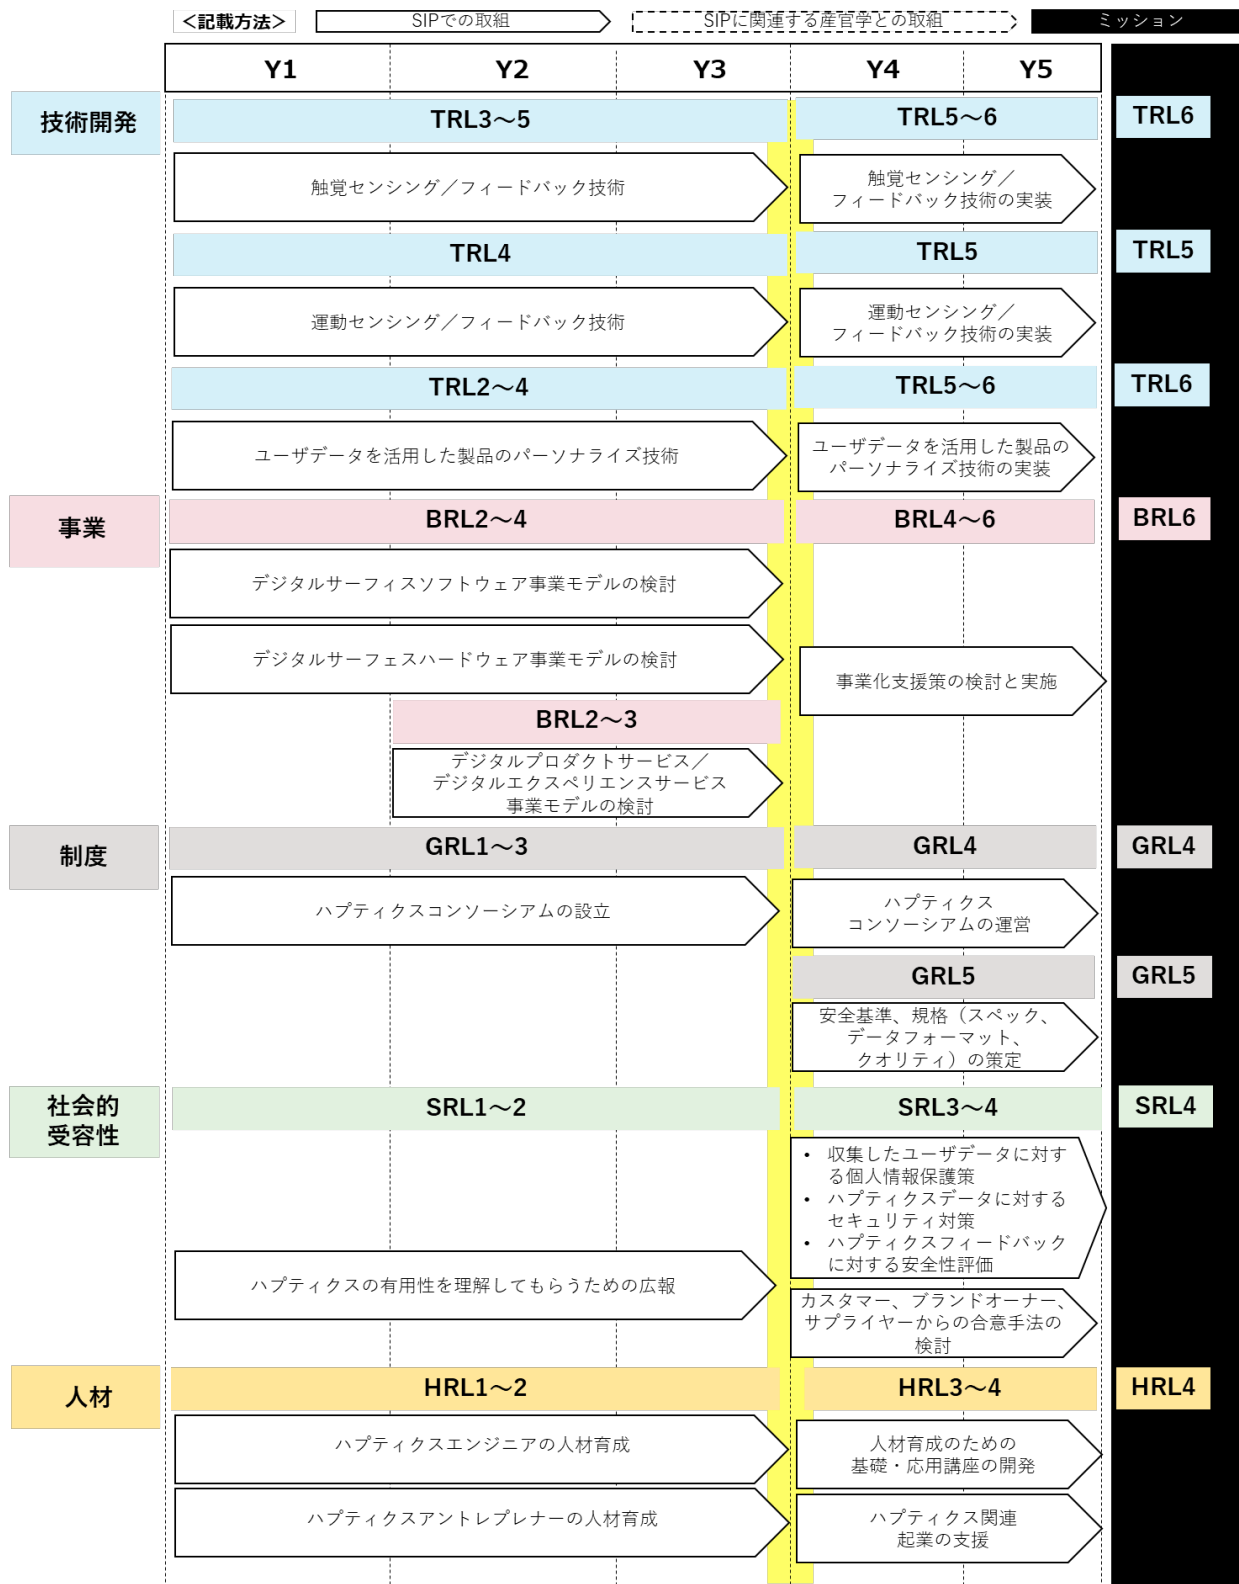 ＜記載方法＞ SIPでの取組 SIPに関連する産官学との取組 ミッション
Y1 Y2 Y3 Y4 Y5
技術開発 TRL3～5 TRL5～6 TRL6
触覚センシング／フィードバック技術
触覚センシング／
フィードバック技術の実装
TRL4 TRL5 TRL5
運動センシング／フィードバック技術
運動センシング／
フィードバック技術の実装
TRL2～4 TRL5～6 TRL6
ユーザデータを活用した製品のパーソナライズ技術
ユーザデータを活用した製品の
パーソナライズ技術の実装
事業 BRL2～4 BRL4～6 BRL6
デジタルサーフィスソフトウェア事業モデルの検討
デジタルサーフェスハードウェア事業モデルの検討
事業化支援策の検討と実施
BRL2～3
デジタルプロダクトサービス／
デジタルエクスペリエンスサービス
事業モデルの検討
制度 GRL1～3 GRL4 GRL4
ハプティクスコンソーシアムの設立
ハプティクス
コンソーシアムの運営
GRL5 GRL5
安全基準、規格（スペック、
データフォーマット、
クオリティ）の策定
社会的
受容性
SRL1～2 SRL3～4 SRL4
• 収集したユーザデータに対す
る個人情報保護策
• ハプティクスデータに対する
セキュリティ対策
• ハプティクスフィードバック
に対する安全性評価
ハプティクスの有用性を理解してもらうための広報
カスタマー、ブランドオーナー、
サプライヤーからの合意手法の
検討
人材 HRL1～2 HRL3～4 HRL4
ハプティクスエンジニアの人材育成
人材育成のための
基礎・応用講座の開発
ハプティクスアントレプレナーの人材育成
ハプティクス関連
起業の支援